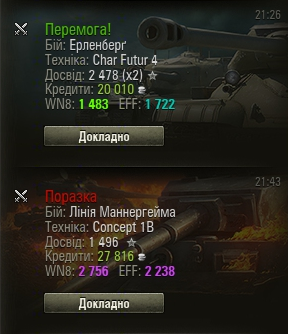 21:26
Перемога!
Бій: Ерленберґ
Техніка: Char Futur 4
Досвід: 2 478 (x2)
Кредити: 20 010
WN8: 1 483 EFF: 1 722
Докладно
21:43
Поразка
Бій: Лінія Маннергейма
Техніка: Concept 1B
Досвід: 1 496
Кредити: 27 816
WN8: 2 756 EFF: 2 238
Докладно